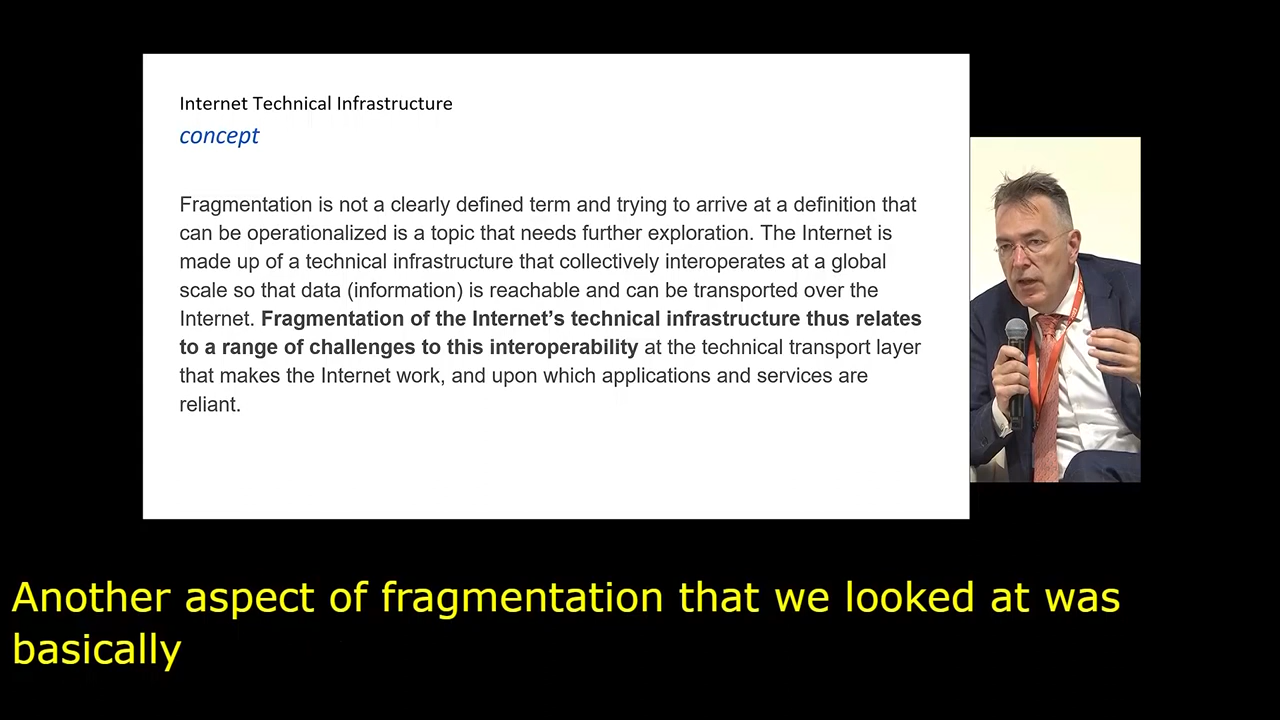 Internet Technical Infrastructure
concept
Fragmentation is not a clearly defined term and trying to arrive at a definition that
can be operationalized is a topic that needs further exploration. The Internet is
made up of a technical infrastructure that collectively interoperates at a global
scale so that data (information) is reachable and can be transported over the
Internet. Fragmentation of the Internet’s technical infrastructure thus relates
to a range of challenges to this interoperability at the technical transport layer
that makes the Internet work, and upon which applications and services are
reliant.
Another aspect of fragmentation that we looked at was
basically